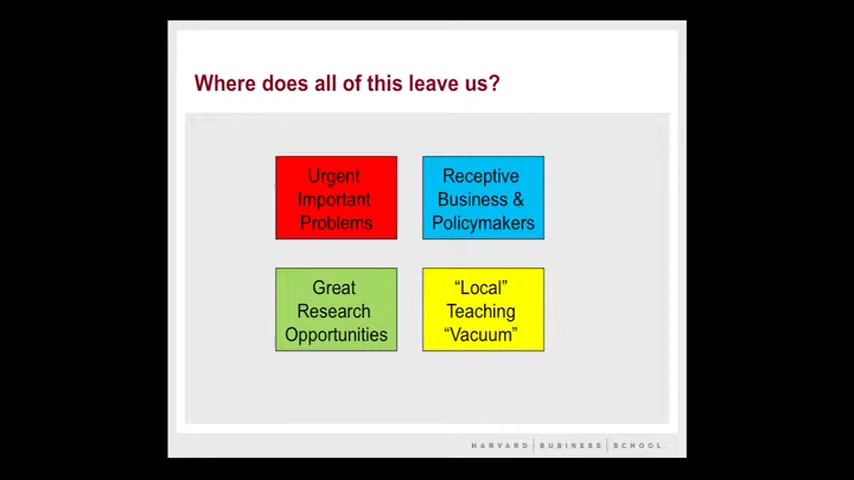 Where does all of this leave us?
Urgent
Important
Problems
Receptive
Business &
Policymakers
Great
Research
Opportunities
“Local”
Teaching
“Vacuum”
HARVARD | BUSINESS | SCHOOL